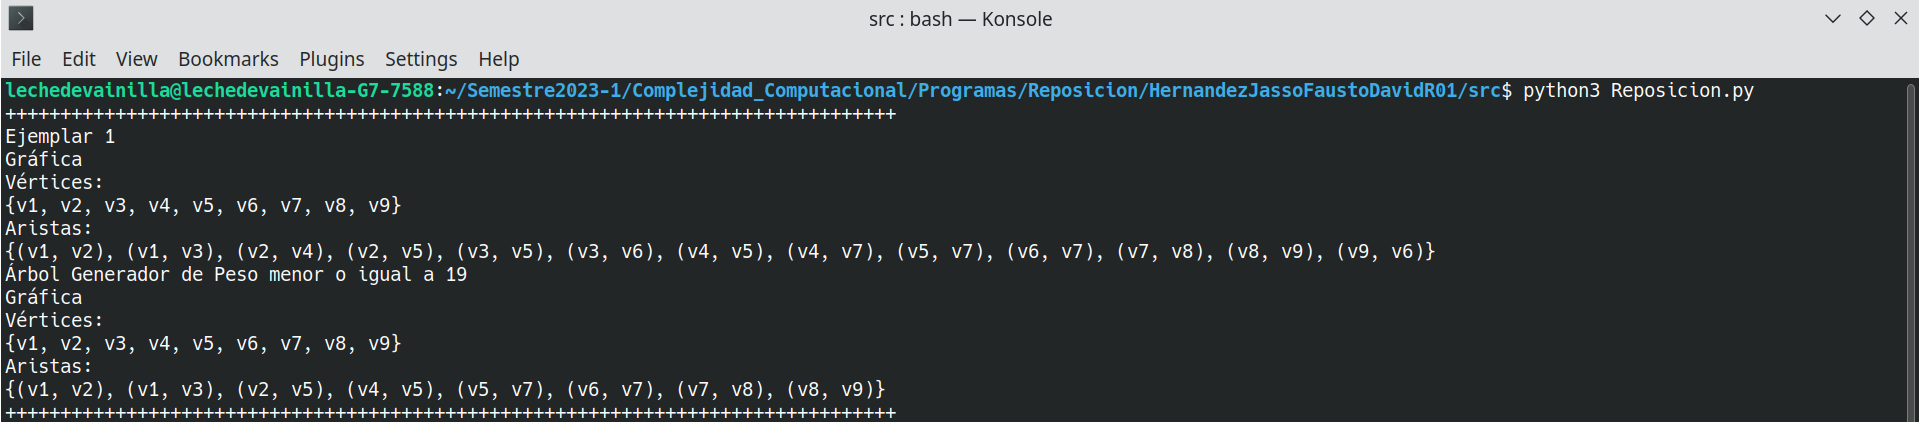 src : bash — Konsole
File Edit View Bookmarks Plugins Settings Help
lechedevainilla@lechedevainilla-G7-7588:~/Semestre2023-1/Complejidad_Computacional/Programas/Reposicion/HernandezJassoFaustoDavidR01/src$ python3 Reposicion.py
+++++++++++++++++++++++++++++++++++++++++++++++++++++++++++++++++++++++++++++++++
Ejemplar 1
Gráfica
Vértices:
{v1, v2, v3, v4, v5, v6, v7, v8, v9}
Aristas:
{(v1, v2), (v1, v3), (v2, v4), (v2, v5), (v3, v5), (v3, v6), (v4, v5), (v4, v7), (v5, v7), (v6, v7), (v7, v8), (v8, v9), (v9, v6)}
Árbol Generador de Peso menor o igual a 19
Gráfica
Vértices:
{v1, v2, v3, v4, v5, v6, v7, v8, v9}
Aristas:
{(v1, v2), (v1, v3), (v2, v5), (v4, v5), (v5, v7), (v6, v7), (v7, v8), (v8, v9)}
+++++++++++++++++++++++++++++++++++++++++++++++++++++++++++++++++++++++++++++++++